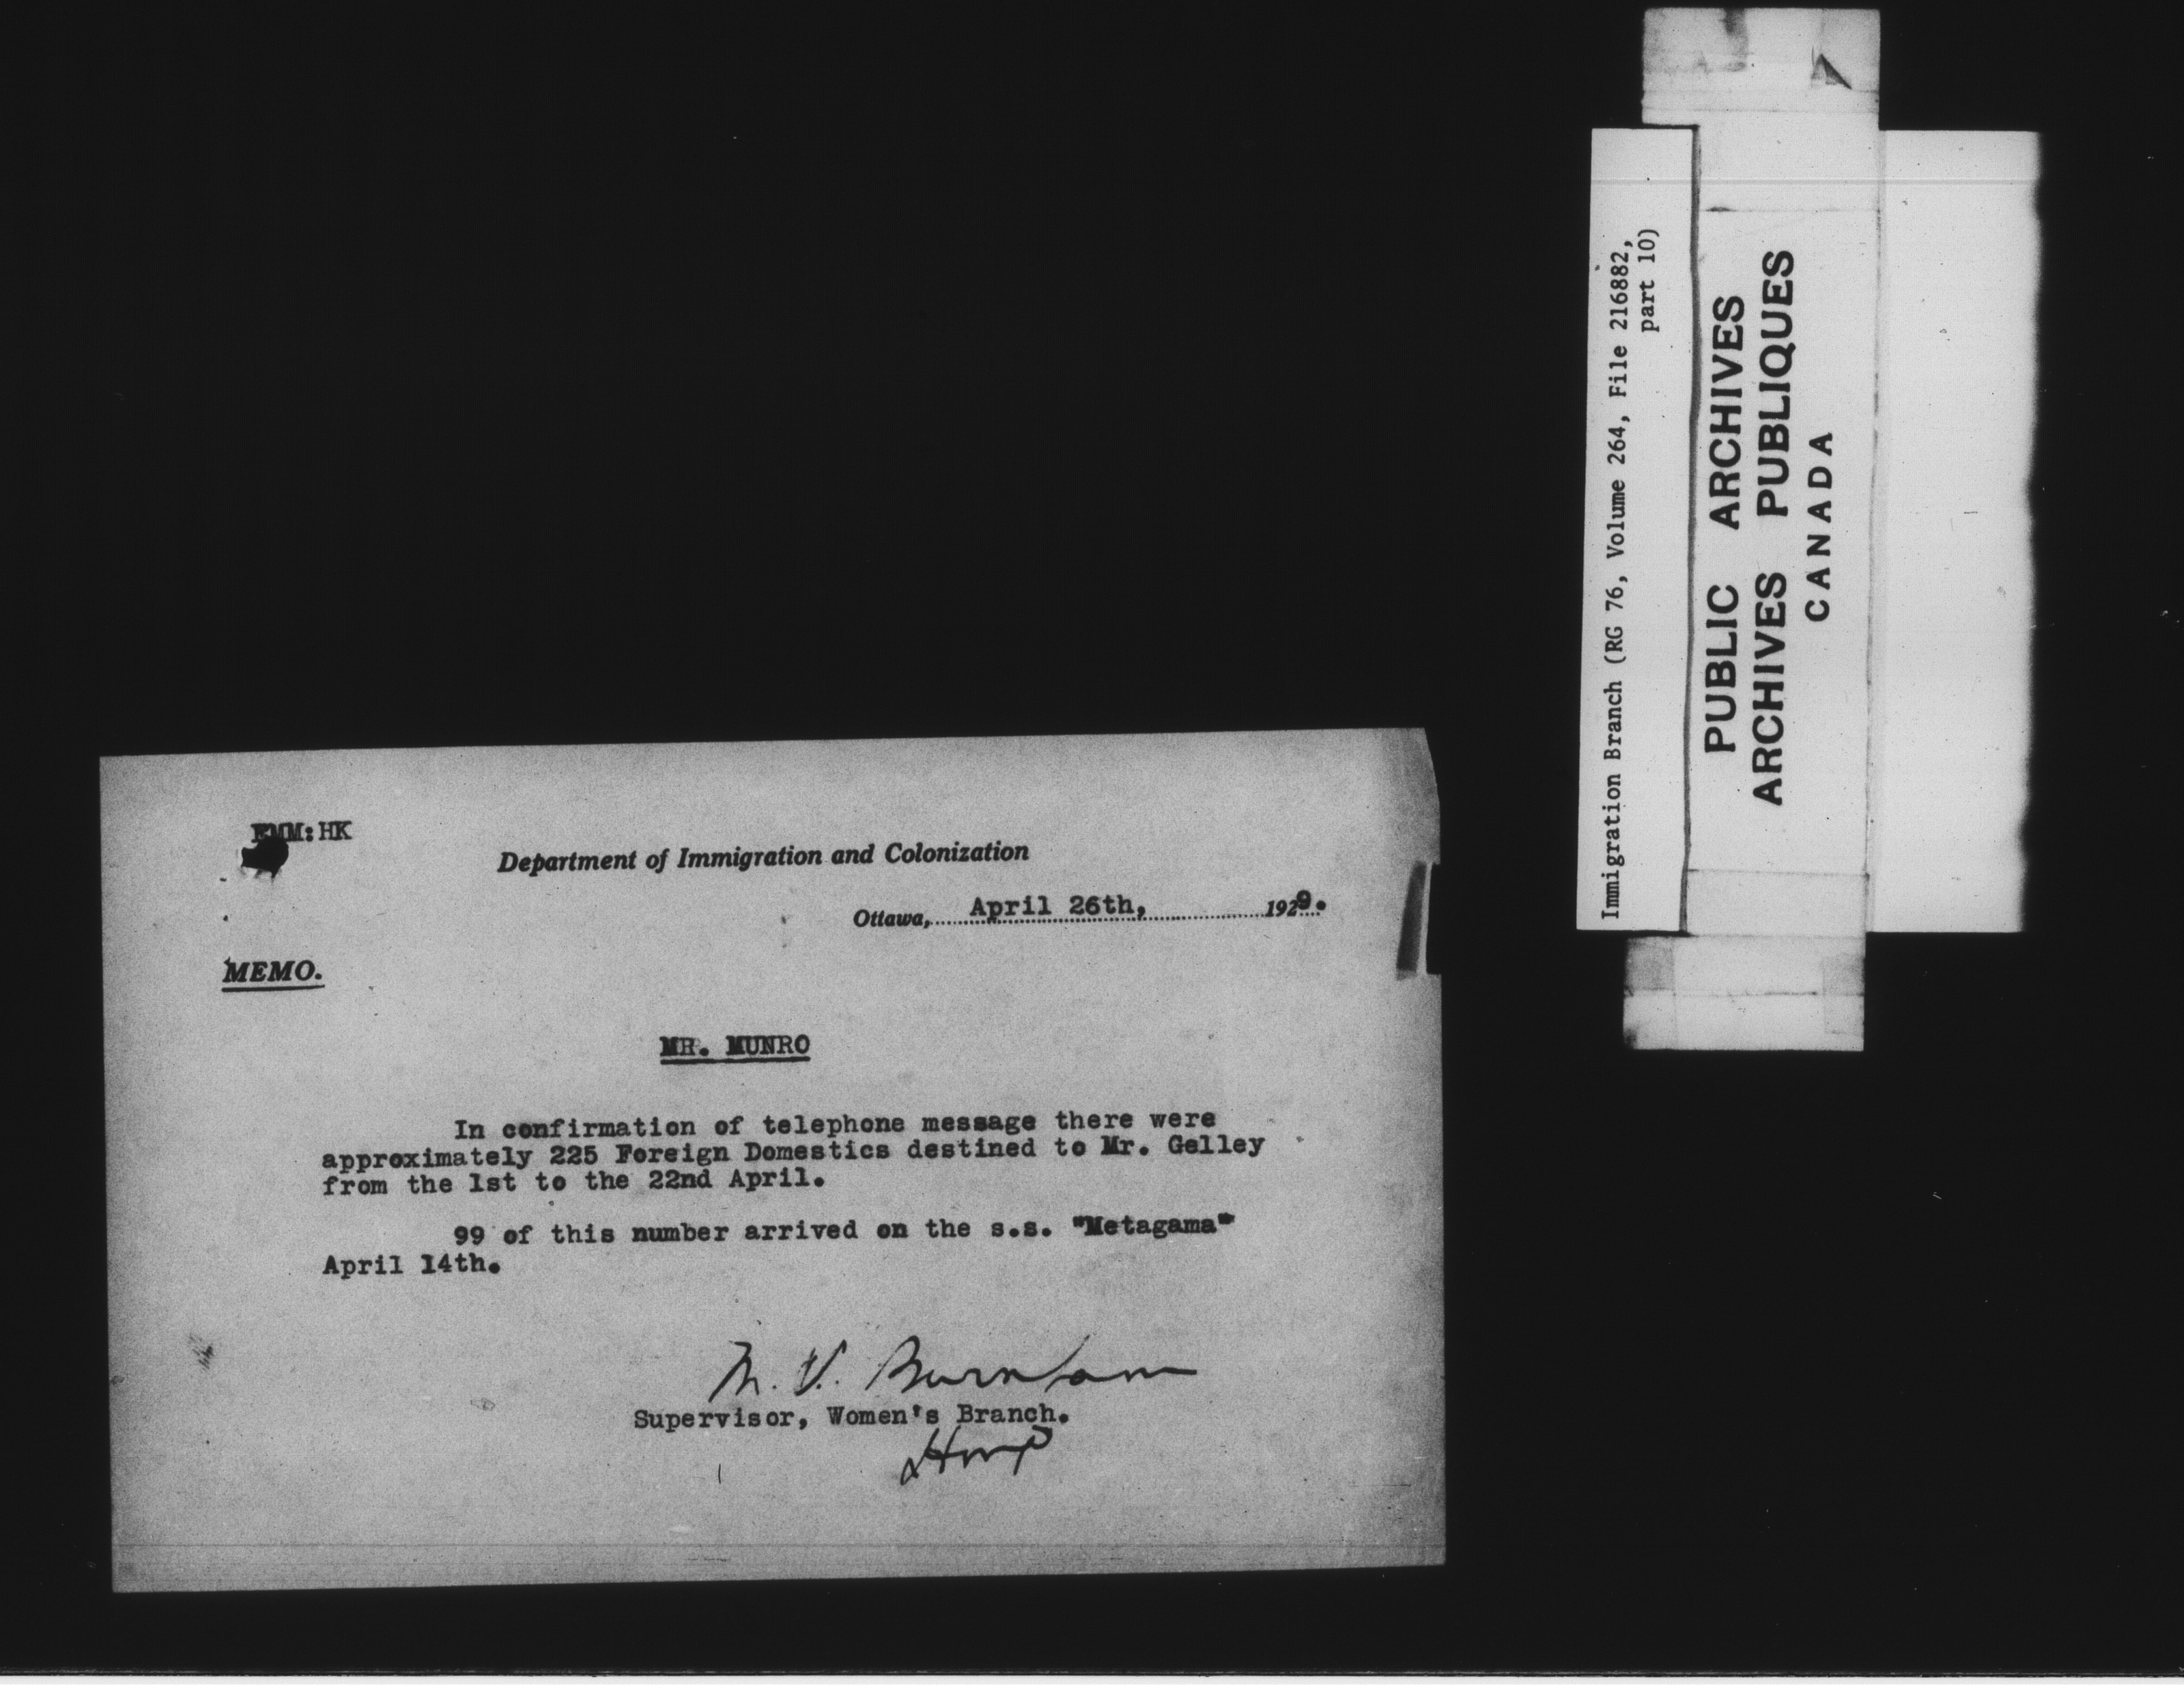 EMM:HK
Department of Immigration and Colonization
Ottawa, April 26th, 1929.
MEMO.
MR. MUNRO
In confirmation of telephone message there were
approximately 225 Foreign Domestics destined to Mr. Gelley
from the 1st to the 22nd April.
99 of this number arrived on the s.s. "Metagama"
April 14th.
M. V. Burnham
Supervisor, Women's Branch.
Immigration Branch (RG 76, Volume 264, File 216882,
part 10)
PUBLIC ARCHIVES
ARCHIVES PUBLIQUES
CANADA